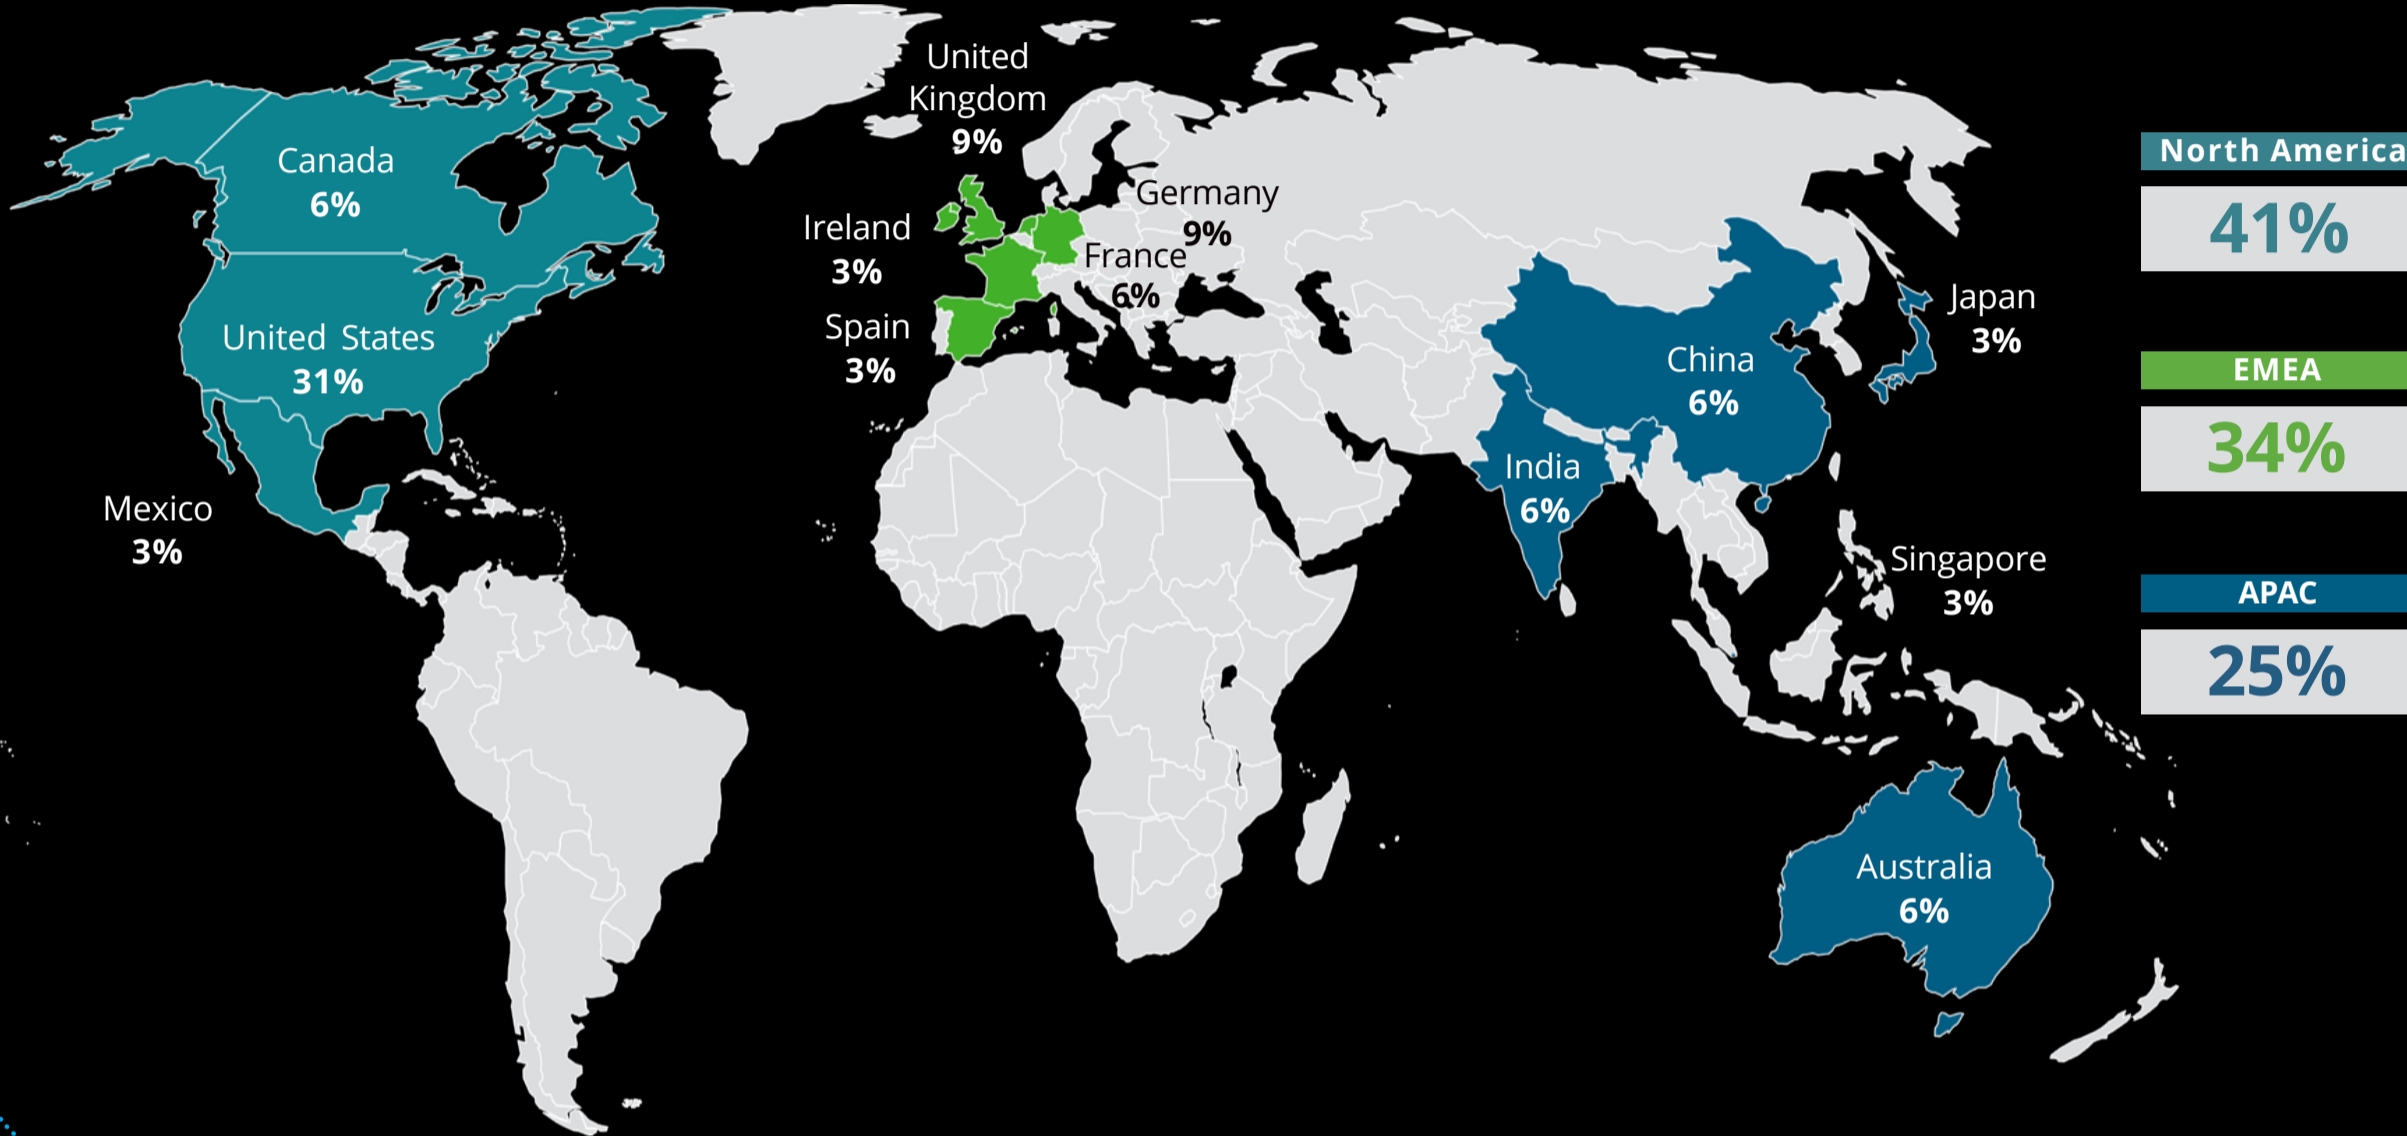 United
Kingdom
9%
Canada
6%
Germany
9%
Ireland
3%
France
6%
Spain
3%
United States
31%
Mexico
3%
Japan
3%
China
6%
India
6%
Singapore
3%
Australia
6%
North America
41%
EMEA
34%
APAC
25%